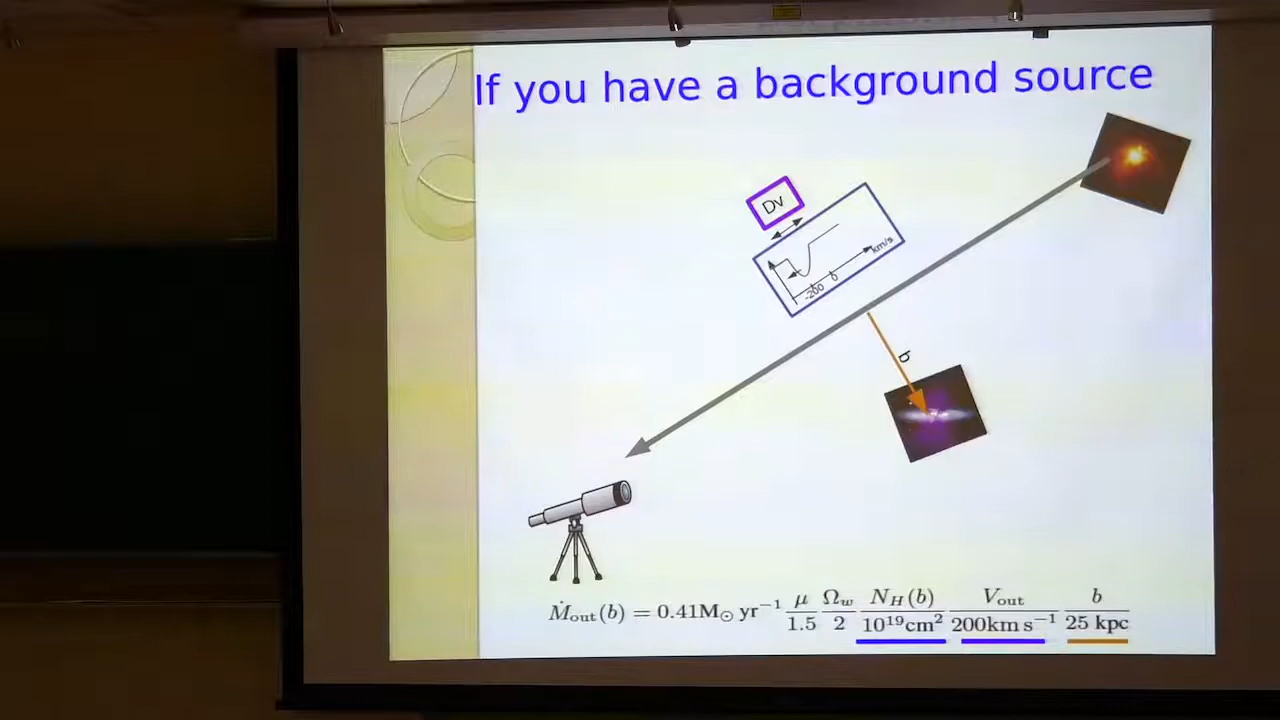 If you have a background source
Dv
km/s
-200 0
b
Ṁout(b) = 0.41M⊙ yr⁻¹ μ/1.5 Ωw/2 NH(b)/10¹⁹cm² Vout/200km s⁻¹ b/25 kpc